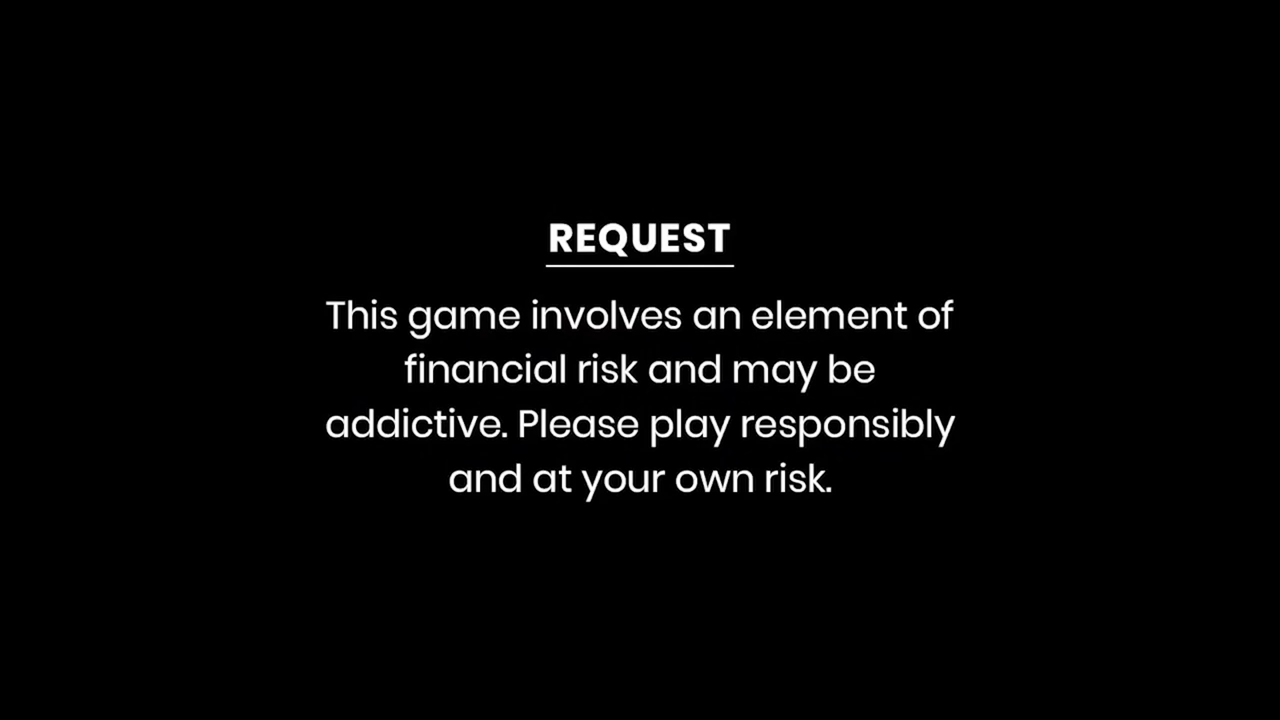 REQUEST
This game involves an element of
financial risk and may be
addictive. Please play responsibly
and at your own risk.